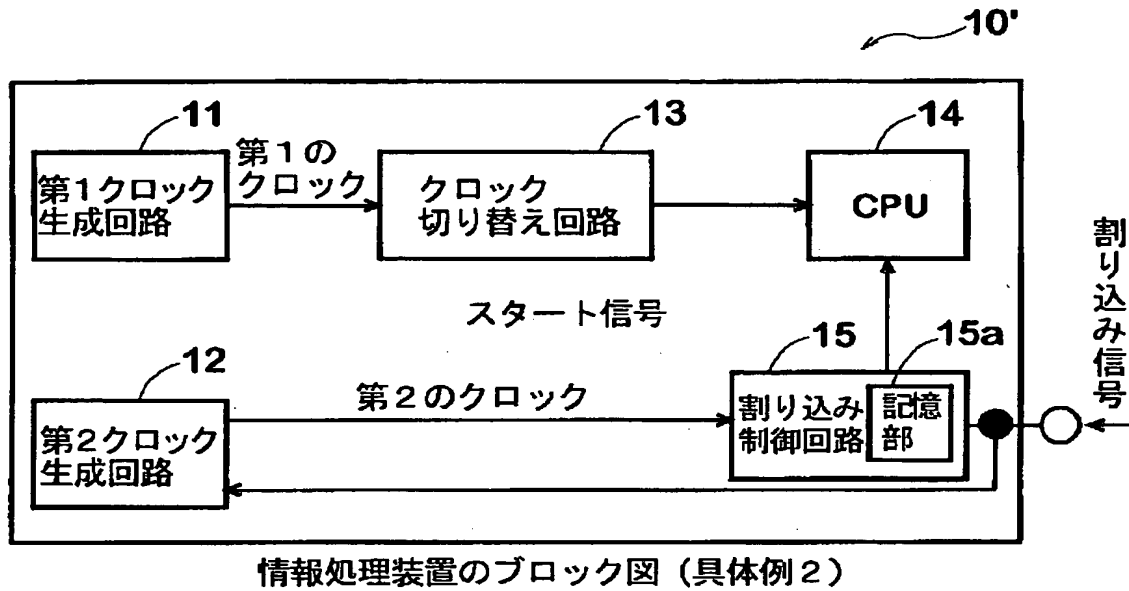 10'
11
第1クロック
生成回路
第1の
クロック
13
クロック
切り替え回路
14
CPU
割り込み信号
スタート信号
12
第2クロック
生成回路
第2のクロック
15
割り込み
制御回路
15a
記憶
部
情報処理装置のブロック図（具体例2）